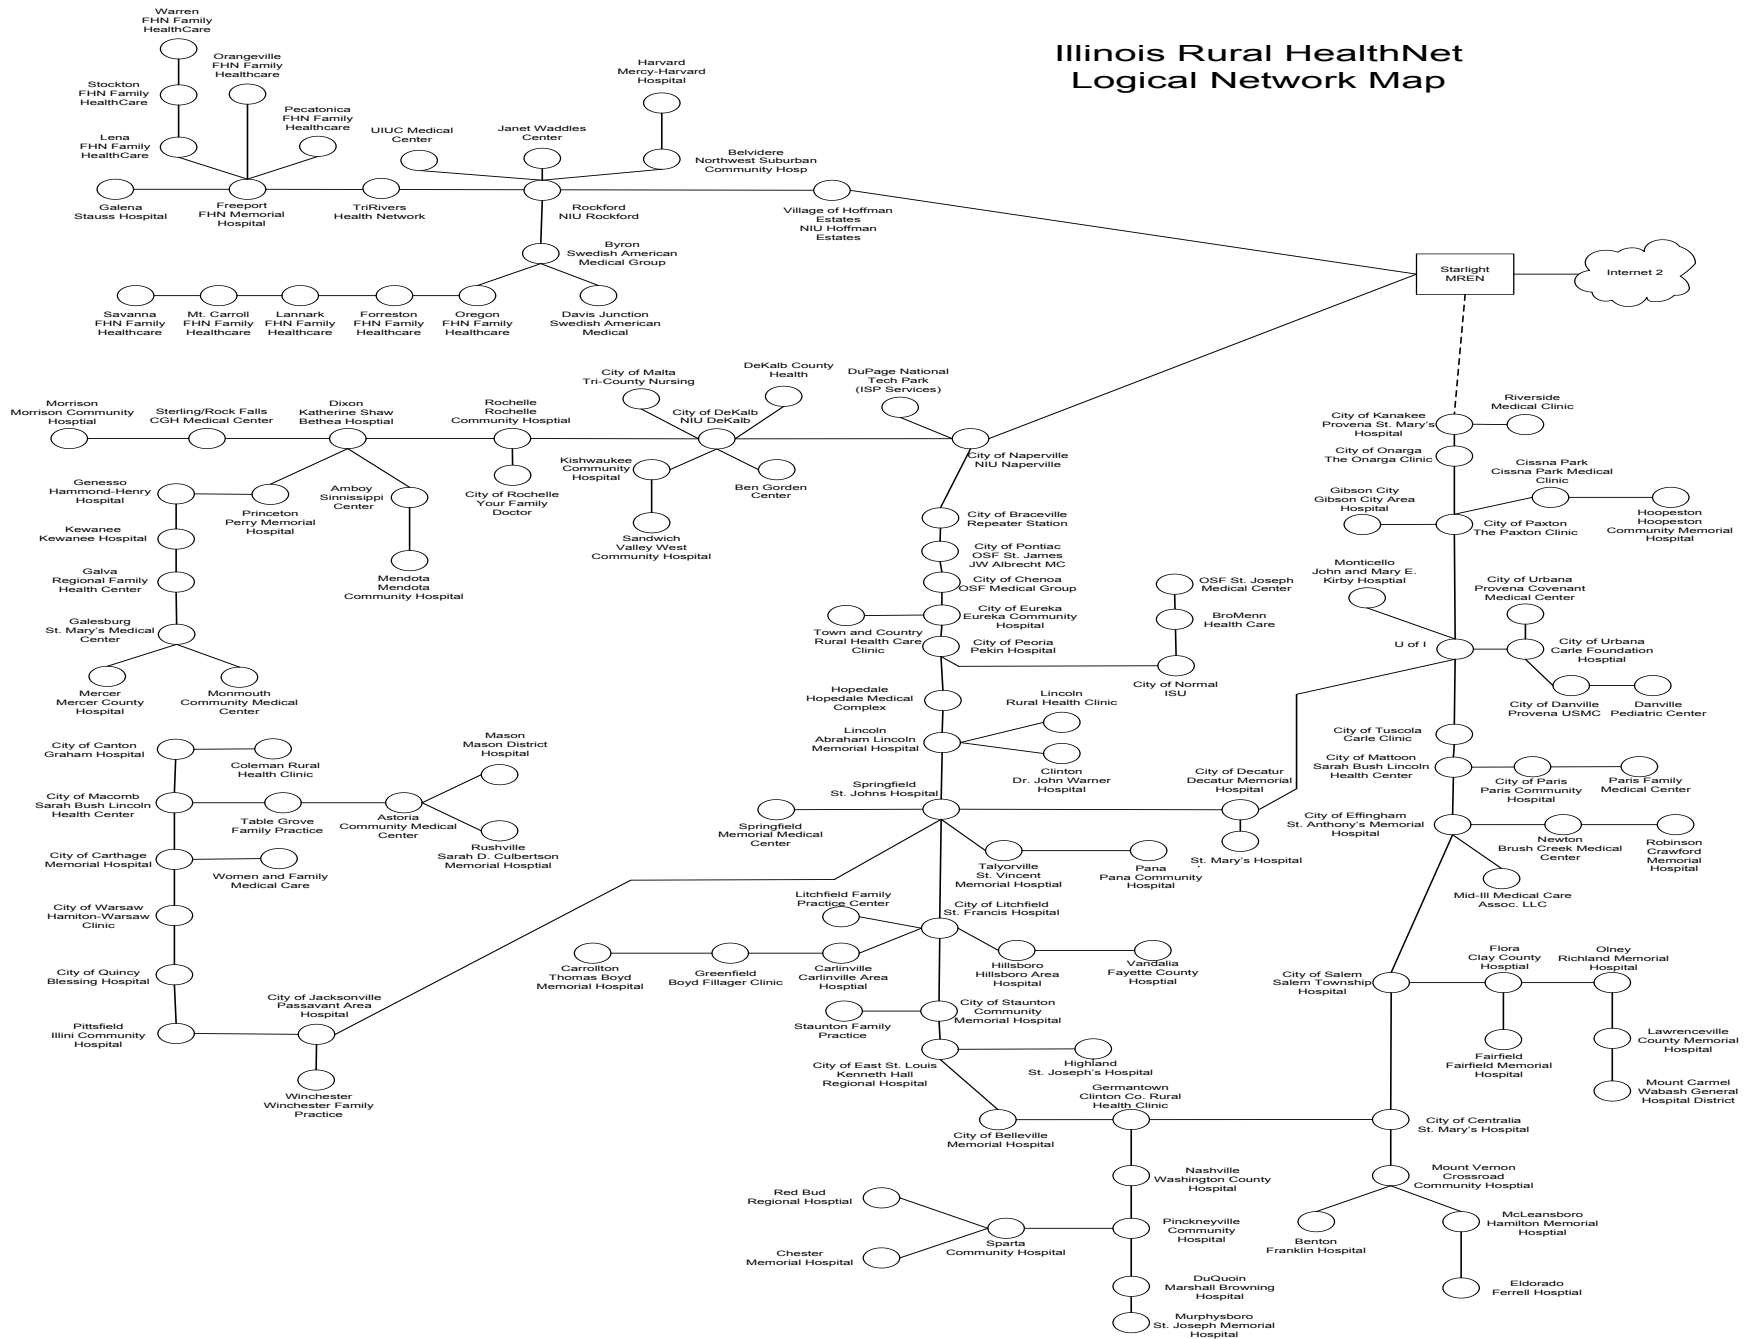 Illinois Rural HealthNet
Logical Network Map
Warren
FHN Family
HealthCare
Orangeville
FHN Family
Healthcare
Stockton
FHN Family
HealthCare
Pecatonica
FHN Family
Healthcare
Lena
FHN Family
HealthCare
UIUC Medical
Center
Janet Waddles
Center
Harvard
Mercy-Harvard
Hospital
Belvidere
Northwest Suburban
Community Hosp
Galena
Stauss Hospital
Freeport
FHN Memorial
Hospital
TriRivers
Health Network
Rockford
NIU Rockford
Village of Hoffman
Estates
NIU Hoffman
Estates
Byron
Swedish American
Medical Group
Starlight
MREN
Internet 2
Savanna
FHN Family
Healthcare
Mt. Carroll
FHN Family
Healthcare
Lannark
FHN Family
Healthcare
Forreston
FHN Family
Healthcare
Oregon
FHN Family
Healthcare
Davis Junction
Swedish American
Medical
City of Malta
Tri-County Nursing
DeKalb County
Health
DuPage National
Tech Park
(ISP Services)
Morrison
Morrison Community
Hosptial
Sterling/Rock Falls
CGH Medical Center
Dixon
Katherine Shaw
Bethea Hosptial
Rochelle
Rochelle
Community Hosptial
City of DeKalb
NIU DeKalb
City of Naperville
NIU Naperville
Kishwaukee
Community
Hospital
Ben Gorden
Center
City of Rochelle
Your Family
Doctor
Sandwich
Valley West
Community Hospital
Genesso
Hammond-Henry
Hospital
Princeton
Perry Memorial
Hospital
Amboy
Sinnissippi
Center
Kewanee
Kewanee Hospital
Mendota
Mendota
Community Hospital
Galva
Regional Family
Health Center
Galesburg
St. Mary's Medical
Center
Mercer
Mercer County
Hospital
Monmouth
Community Medical
Center
City of Braceville
Repeater Station
City of Pontiac
OSF St. James
JW Albrecht MC
City of Chenoa
OSF Medical Group
City of Eureka
Eureka Community
Hospital
Town and Country
Rural Health Care
Clinic
City of Peoria
Pekin Hospital
OSF St. Joseph
Medical Center
BroMenn
Health Care
City of Normal
ISU
Hopedale
Hopedale Medical
Complex
Lincoln
Rural Health Clinic
Lincoln
Abraham Lincoln
Memorial Hospital
Clinton
Dr. John Warner
Hospital
City of Kanakee
Provena St. Mary's
Hospital
Riverside
Medical Clinic
City of Onarga
The Onarga Clinic
Cissna Park
Cissna Park Medical
Clinic
Gibson City
Gibson City Area
Hospital
City of Paxton
The Paxton Clinic
Hoopeston
Hoopeston
Community Memorial
Hospital
Monticello
John and Mary E.
Kirby Hosptial
City of Urbana
Provena Covenant
Medical Center
U of I
City of Urbana
Carle Foundation
Hosptial
City of Danville
Provena USMC
Danville
Pediatric Center
City of Tuscola
Carle Clinic
City of Mattoon
Sarah Bush Lincoln
Health Center
City of Paris
Paris Community
Hospital
Paris Family
Medical Center
City of Effingham
St. Anthony's Memorial
Hospital
Newton
Brush Creek Medical
Center
Robinson
Crawford
Memorial
Hospital
Mid-Ill Medical Care
Assoc. LLC
City of Canton
Graham Hospital
Coleman Rural
Health Clinic
Mason
Mason District
Hospital
City of Macomb
Sarah Bush Lincoln
Health Center
Table Grove
Family Practice
Astoria
Community Medical
Center
Rushville
Sarah D. Culbertson
Memorial Hosptial
City of Carthage
Memorial Hospital
Women and Family
Medical Care
City of Warsaw
Hamiton-Warsaw
Clinic
City of Quincy
Blessing Hospital
Pittsfield
Illini Community
Hospital
City of Jacksonville
Passavant Area
Hospital
Winchester
Winchester Family
Practice
Springfield
St. Johns Hospital
Springfield
Memorial Medical
Center
City of Decatur
Decatur Memorial
Hospital
St. Mary's Hospital
Talyorville
St. Vincent
Memorial Hosptial
Pana
Pana Community
Hospital
Litchfield Family
Practice Center
City of Litchfield
St. Francis Hospital
Carrollton
Thomas Boyd
Memorial Hospital
Greenfield
Boyd Fillager Clinic
Carlinville
Carlinville Area
Hosptial
Hillsboro
Hillsboro Area
Hospital
Vandalia
Fayette County
Hosptial
Staunton Family
Practice
City of Staunton
Community
Memorial Hospital
City of East St. Louis
Kenneth Hall
Regional Hospital
Highland
St. Joseph's Hospital
Germantown
Clinton Co. Rural
Health Clinic
City of Belleville
Memorial Hospital
City of Salem
Salem Township
Hospital
Flora
Clay County
Hosptial
Olney
Richland Memorial
Hospital
Fairfield
Fairfield Memorial
Hospital
Lawrenceville
County Memorial
Hospital
Mount Carmel
Wabash General
Hospital District
City of Centralia
St. Mary's Hospital
Nashville
Washington County
Hospital
Mount Vernon
Crossroad
Community Hosptial
Red Bud
Regional Hosptial
Sparta
Community Hospital
Pinckneyville
Community
Hospital
Chester
Memorial Hospital
Benton
Franklin Hospital
McLeansboro
Hamilton Memorial
Hosptial
DuQuoin
Marshall Browning
Hospital
Eldorado
Ferrell Hosptial
Murphysboro
St. Joseph Memorial
Hospital